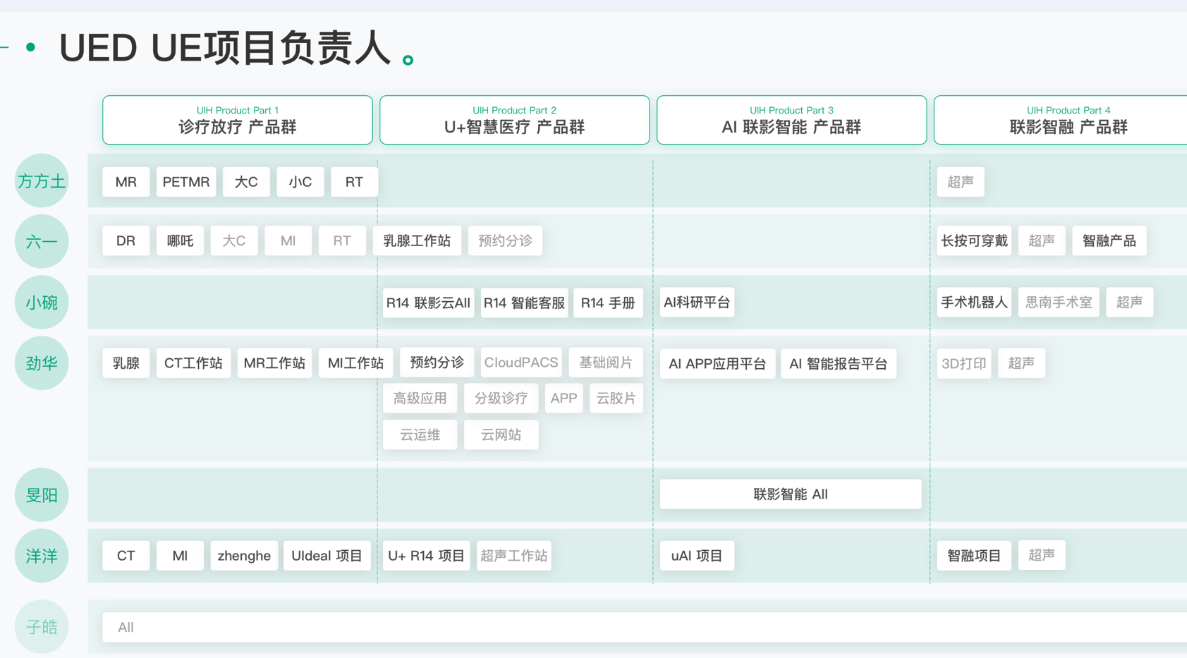 UED UE项目负责人。
UIH Product Part 1
诊疗放疗 产品群
UIH Product Part 2
U+智慧医疗 产品群
UIH Product Part 3
AI 联影智能 产品群
UIH Product Part 4
联影智融 产品群
方方土
MR PETMR 大C 小C RT 超声
六一
DR 哪吒 大C MI RT 乳腺工作站 预约分诊 长按可穿戴 超声 智融产品
小碗
R14 联影云All R14 智能客服 R14 手册 AI科研平台 手术机器人 思南手术室 超声
劲华
乳腺 CT工作站 MR工作站 MI工作站 预约分诊 CloudPACS 基础阅片 AI APP应用平台 AI 智能报告平台 3D打印 超声
高级应用 分级诊疗 APP 云胶片
云运维 云网站
旻阳
联影智能 All
洋洋
CT MI zhenghe UIdeal 项目 U+ R14 项目 超声工作站 uAI 项目 智融项目 超声
子皓
All